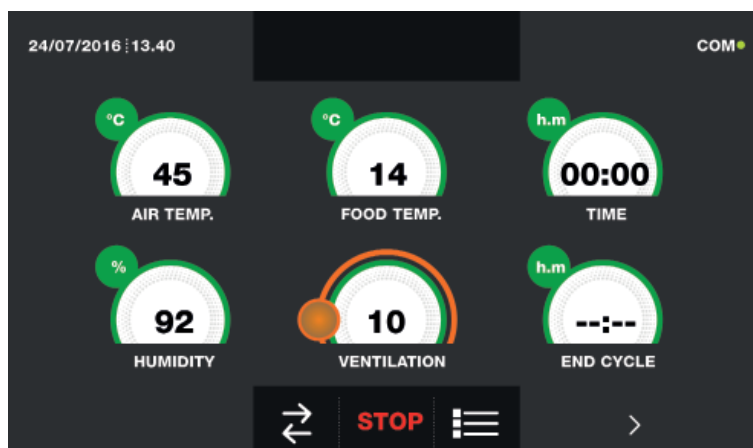 24/07/2016 13.40
COM
°C
°C
h.m
45
14
00:00
AIR TEMP.
FOOD TEMP.
TIME
%
h.m
92
10
--:--
HUMIDITY
VENTILATION
END CYCLE
STOP